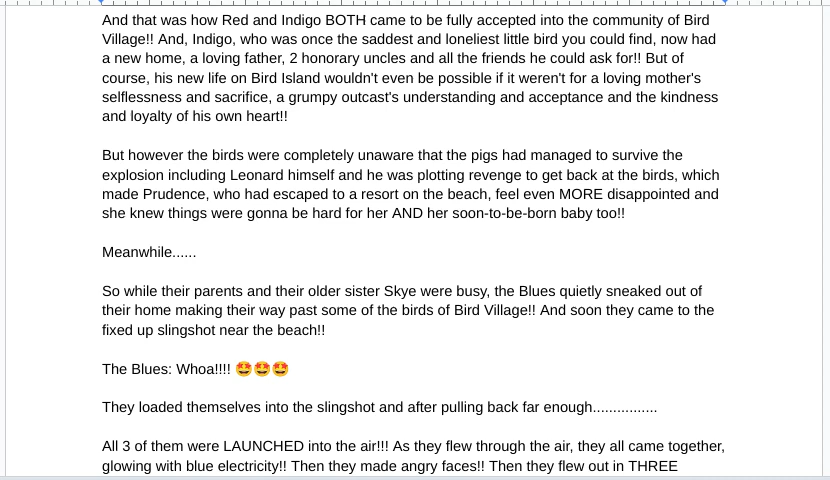 And that was how Red and Indigo BOTH came to be fully accepted into the community of Bird
Village!! And, Indigo, who was once the saddest and loneliest little bird you could find, now had
a new home, a loving father, 2 honorary uncles and all the friends he could ask for!! But of
course, his new life on Bird Island wouldn't even be possible if it weren't for a loving mother's
selflessness and sacrifice, a grumpy outcast's understanding and acceptance and the kindness
and loyalty of his own heart!!
But however the birds were completely unaware that the pigs had managed to survive the
explosion including Leonard himself and he was plotting revenge to get back at the birds, which
made Prudence, who had escaped to a resort on the beach, feel even MORE disappointed and
she knew things were gonna be hard for her AND her soon-to-be-born baby too!!
Meanwhile......
So while their parents and their older sister Skye were busy, the Blues quietly sneaked out of
their home making their way past some of the birds of Bird Village!! And soon they came to the
fixed up slingshot near the beach!!
The Blues: Whoa!!!! 🤩🤩🤩
They loaded themselves into the slingshot and after pulling back far enough...............
All 3 of them were LAUNCHED into the air!!! As they flew through the air, they all came together,
glowing with blue electricity!! Then they made angry faces!! Then they flew out in THREE